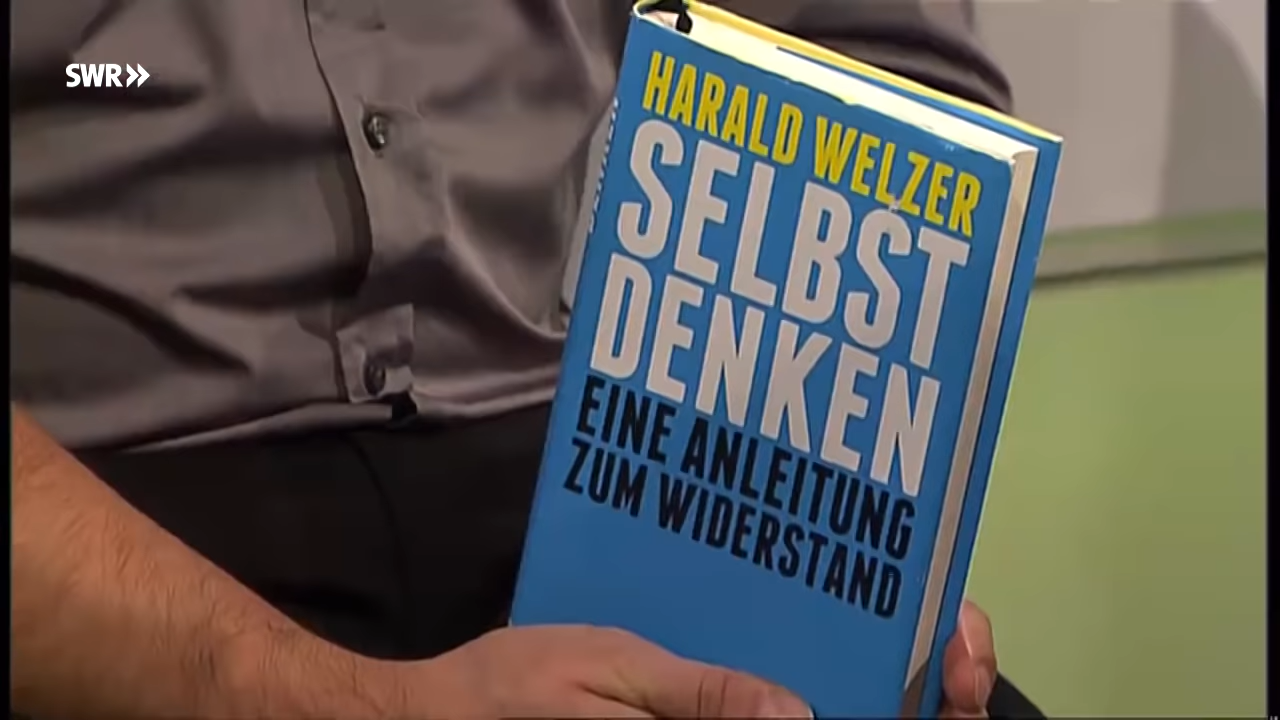 SWR»
HARALD WELZER
SELBST
DENKEN
EINE ANLEITUNG
ZUM WIDERSTAND